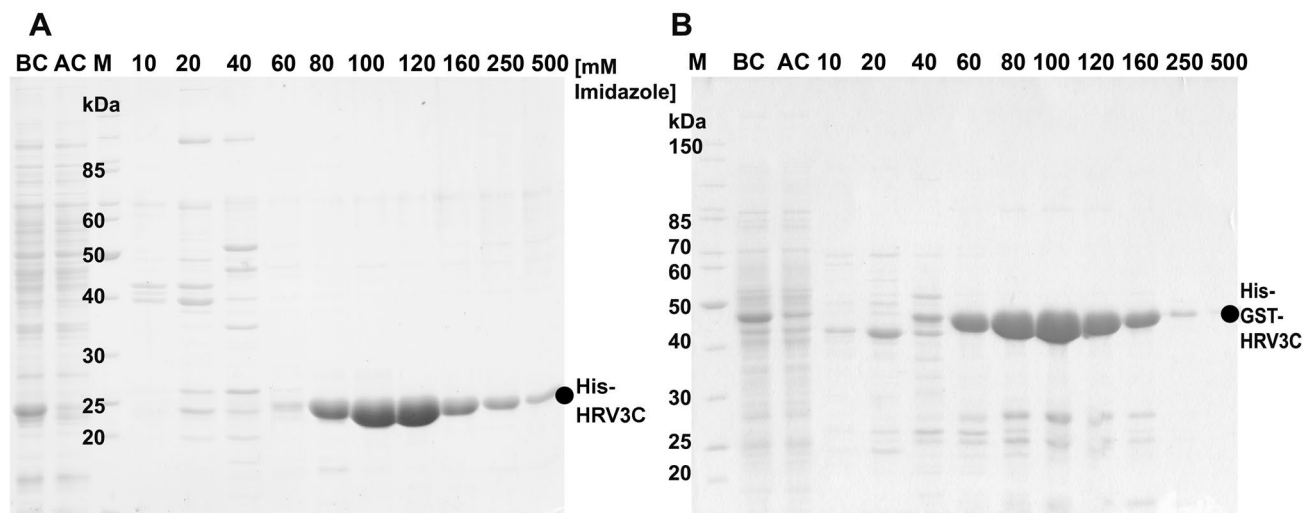 A
BC AC M 10 20 40 60 80 100 120 160 250 500 [mM
Imidazole]
kDa
85
60
50
40
30
25
20
His-
HRV3C
B
M BC AC 10 20 40 60 80 100 120 160 250 500
kDa
150
85
70
60
50
40
30
25
20
His-
GST-
HRV3C